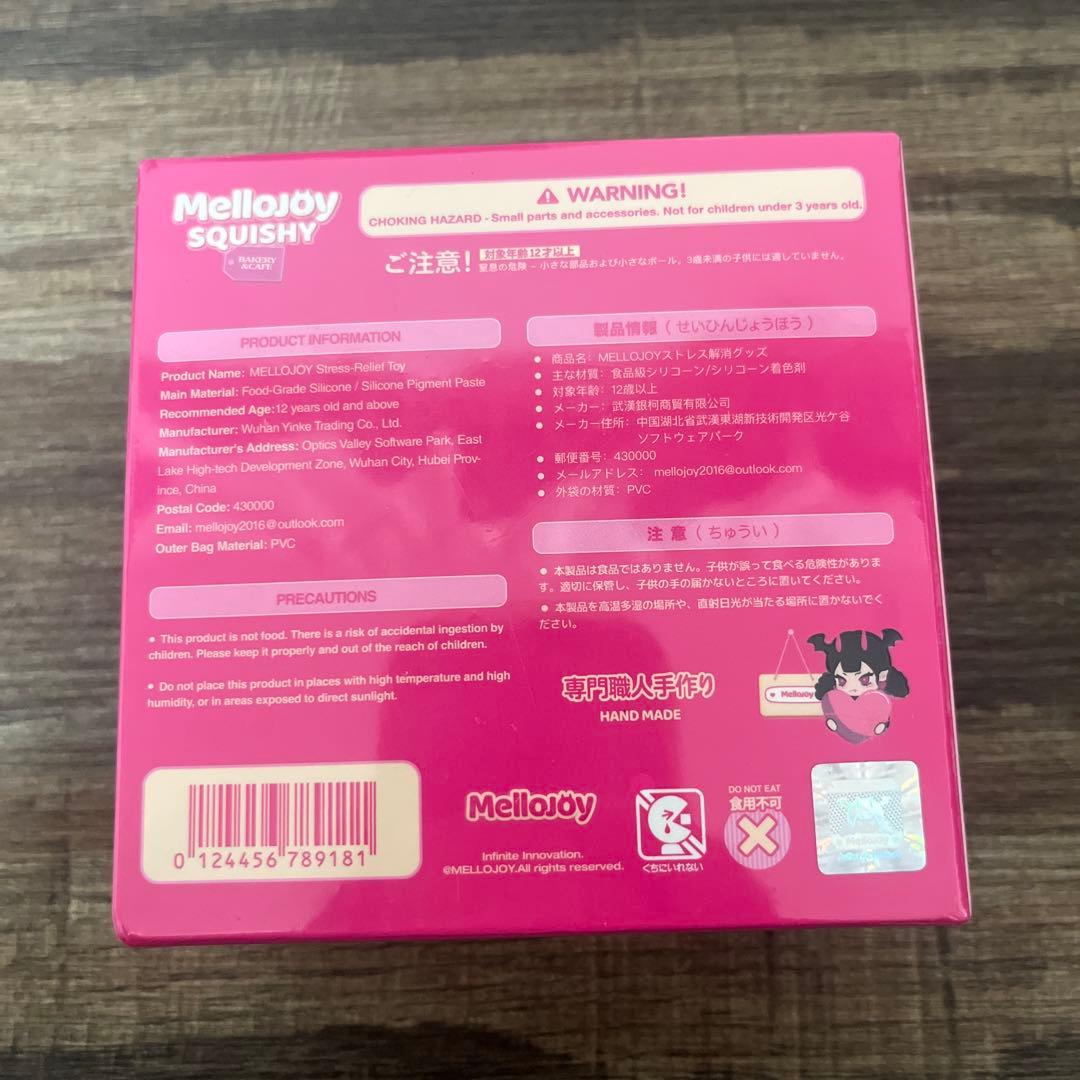 MelloJOY
SQUISHY
BAKERY
&CAFE
⚠ WARNING!
CHOKING HAZARD - Small parts and accessories. Not for children under 3 years old.
ご注意! 対象年齢12才以上
窒息の危険 – 小さな部品および小さなボール。3歳未満の子供には適していません。
PRODUCT INFORMATION
Product Name: MELLOJOY Stress-Relief Toy
Main Material: Food-Grade Silicone / Silicone Pigment Paste
Recommended Age:12 years old and above
Manufacturer: Wuhan Yinke Trading Co., Ltd.
Manufacturer's Address: Optics Valley Software Park, East
Lake High-tech Development Zone, Wuhan City, Hubei Prov-
ince, China
Postal Code: 430000
Email: mellojoy2016@outlook.com
Outer Bag Material: PVC
PRECAUTIONS
• This product is not food. There is a risk of accidental ingestion by
children. Please keep it properly and out of the reach of children.
• Do not place this product in places with high temperature and high
humidity, or in areas exposed to direct sunlight.
製品情報（せいひんじょうほう）
• 商品名: MELLOJOYストレス解消グッズ
• 主な材質: 食品級シリコーン/シリコーン着色剤
• 対象年齢: 12歳以上
• メーカー: 武漢銀柯商貿有限公司
• メーカー住所: 中国湖北省武漢東湖新技術開発区光ケ谷
ソフトウェアパーク
• 郵便番号: 430000
• メールアドレス: mellojoy2016@outlook.com
• 外袋の材質: PVC
注意（ちゅうい）
• 本製品は食品ではありません。子供が誤って食べる危険性がありま
す。適切に保管し、子供の手の届かないところに置いてください。
• 本製品を高温多湿の場所や、直射日光が当たる場所に置かないでく
ださい。
専門職人手作り
HAND MADE
MelloJOY
0 124456 789181
MelloJOY
Infinite Innovation.
©MELLOJOY.All rights reserved.
くちにいれない
DO NOT EAT
食用不可